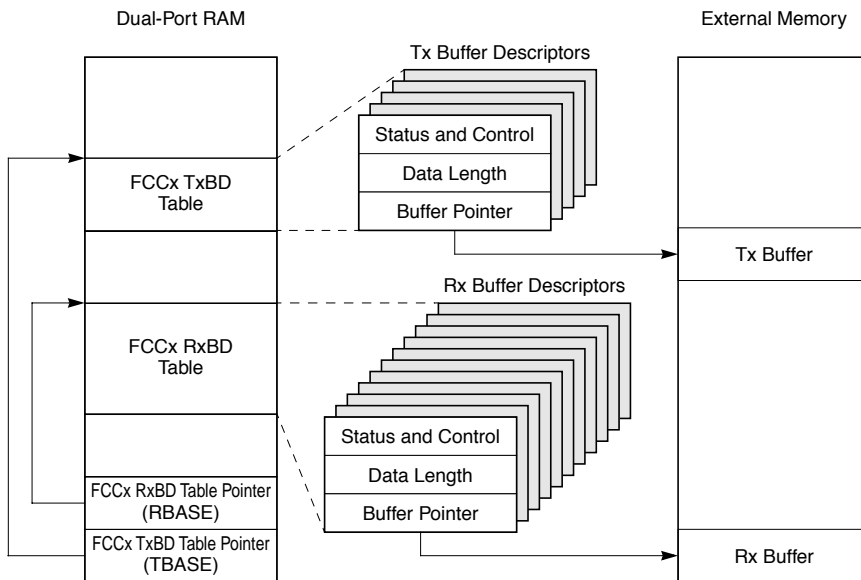 Dual-Port RAM
Tx Buffer Descriptors
External Memory
Status and Control
Data Length
Buffer Pointer
FCCx TxBD
Table
Tx Buffer
Rx Buffer Descriptors
FCCx RxBD
Table
Status and Control
Data Length
Buffer Pointer
FCCx RxBD Table Pointer
(RBASE)
FCCx TxBD Table Pointer
(TBASE)
Rx Buffer